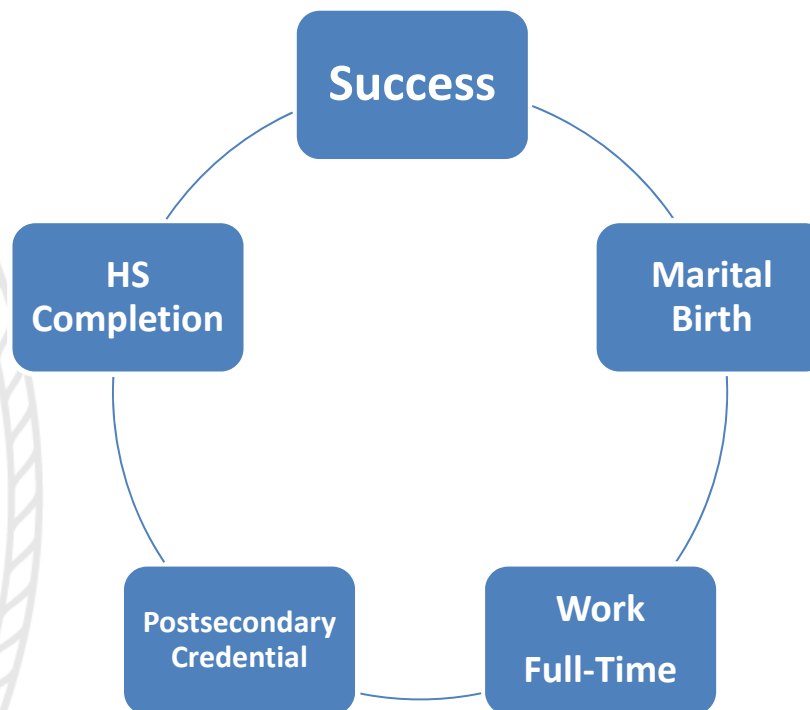 Success
HS
Completion
Marital
Birth
Postsecondary
Credential
Work
Full-Time